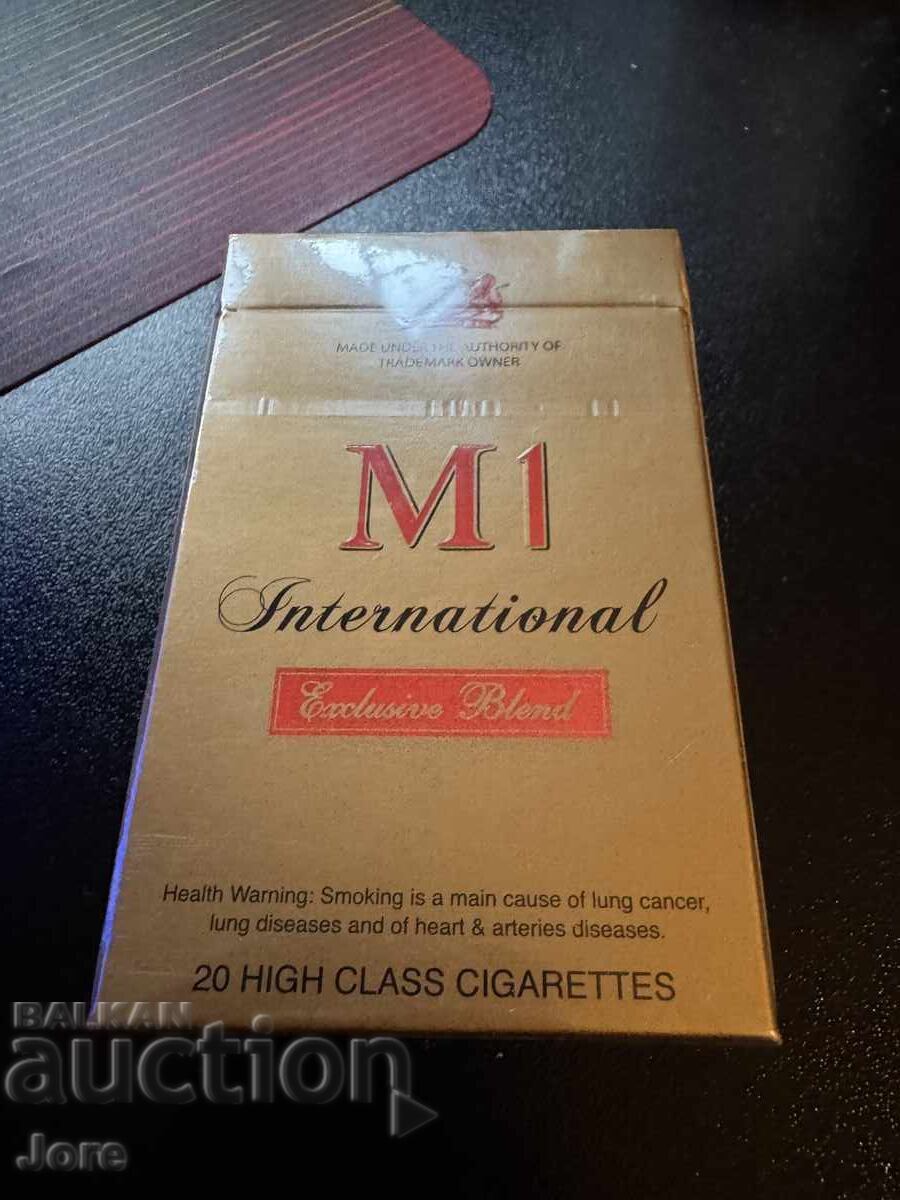 MADE UNDER THE AUTHORITY OF
TRADEMARK OWNER
M1
International
Exclusive Blend
Health Warning: Smoking is a main cause of lung cancer,
lung diseases and of heart & arteries diseases.
20 HIGH CLASS CIGARETTES
BALKAN
auction
Jore